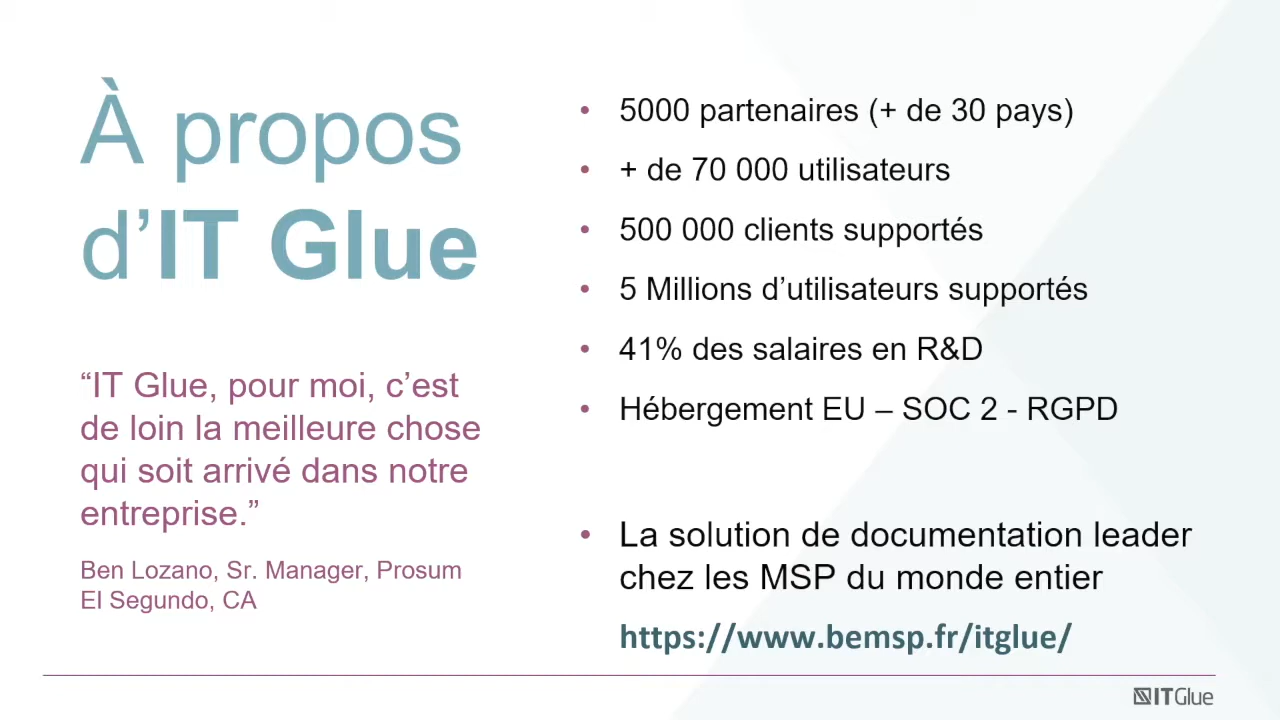 À propos
d’IT Glue
“IT Glue, pour moi, c’est
de loin la meilleure chose
qui soit arrivé dans notre
entreprise.”
Ben Lozano, Sr. Manager, Prosum
El Segundo, CA
• 5000 partenaires (+ de 30 pays)
• + de 70 000 utilisateurs
• 500 000 clients supportés
• 5 Millions d’utilisateurs supportés
• 41% des salaires en R&D
• Hébergement EU – SOC 2 - RGPD
• La solution de documentation leader
chez les MSP du monde entier
https://www.bemsp.fr/itglue/
ITGlue